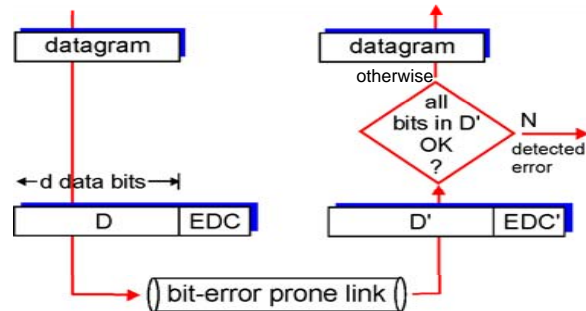 datagram
datagram
otherwise
all
bits in D'
OK
?
N
detected
error
d data bits
D
EDC
D'
EDC'
bit-error prone link